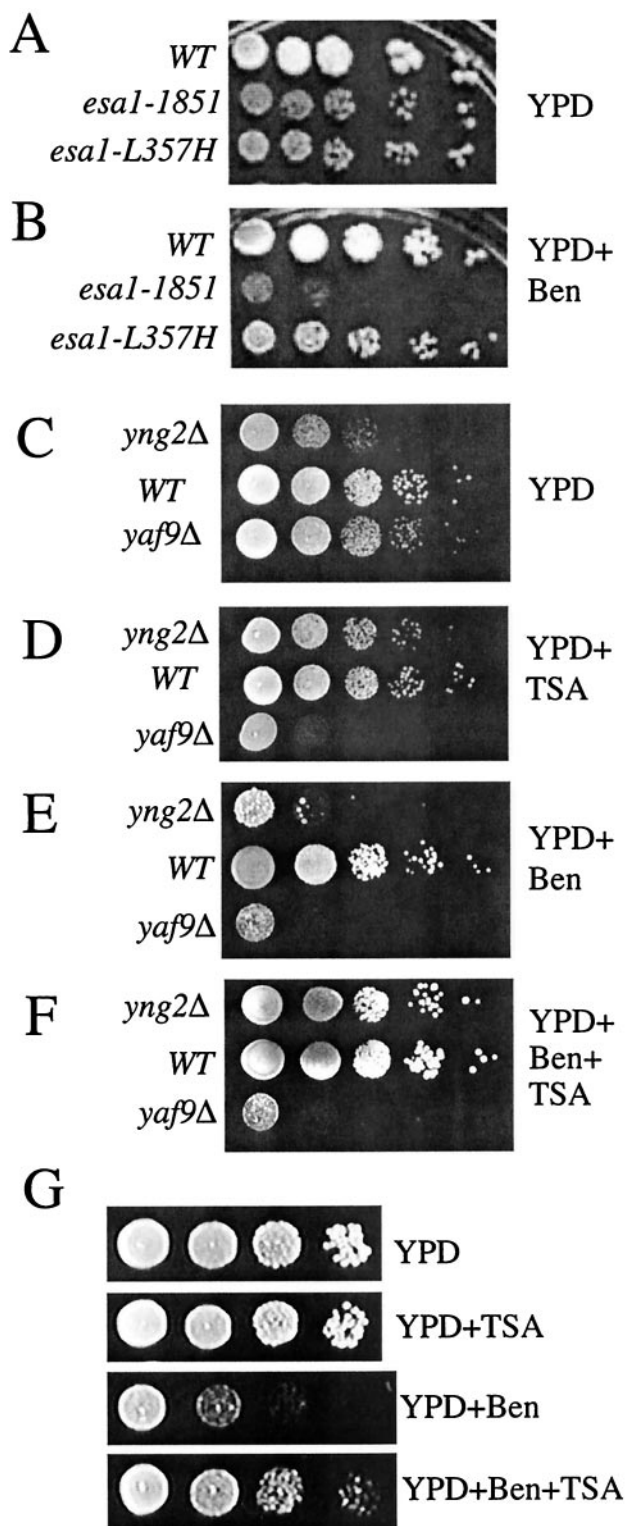 A
WT
esa1-1851
esa1-L357H
YPD
B
WT
esa1-1851
esa1-L357H
YPD+
Ben
C
yng2Δ
WT
yaf9Δ
YPD
D
yng2Δ
WT
yaf9Δ
YPD+
TSA
E
yng2Δ
WT
yaf9Δ
YPD+
Ben
F
yng2Δ
WT
yaf9Δ
YPD+
Ben+
TSA
G
YPD
YPD+TSA
YPD+Ben
YPD+Ben+TSA